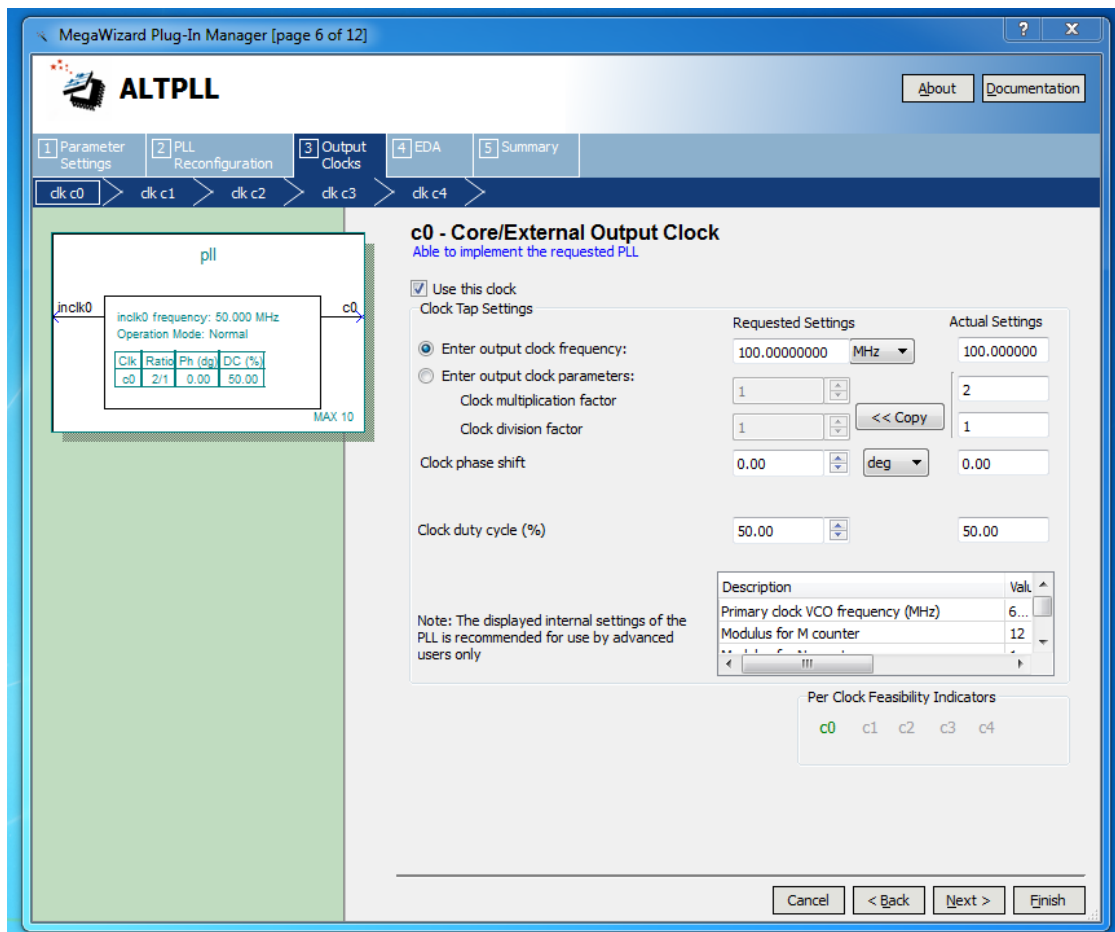 MegaWizard Plug-In Manager [page 6 of 12]
? x
ALTPLL
About Documentation
1 Parameter Settings
2 PLL Reconfiguration
3 Output Clocks
4 EDA
5 Summary
clk c0 clk c1 clk c2 clk c3 clk c4
pll
inclk0 c0
inclk0 frequency: 50.000 MHz
Operation Mode: Normal
Clk Ratio Ph (dg) DC (%)
c0 2/1 0.00 50.00
MAX 10
c0 - Core/External Output Clock
Able to implement the requested PLL
Use this clock
Clock Tap Settings
Requested Settings Actual Settings
Enter output clock frequency: 100.00000000 MHz 100.000000
Enter output clock parameters:
Clock multiplication factor 1 2
<< Copy
Clock division factor 1 1
Clock phase shift 0.00 deg 0.00
Clock duty cycle (%) 50.00 50.00
Note: The displayed internal settings of the
PLL is recommended for use by advanced
users only
Description
Primary clock VCO frequency (MHz) 6...
Modulus for M counter 12
Per Clock Feasibility Indicators
c0 c1 c2 c3 c4
Cancel < Back Next > Finish